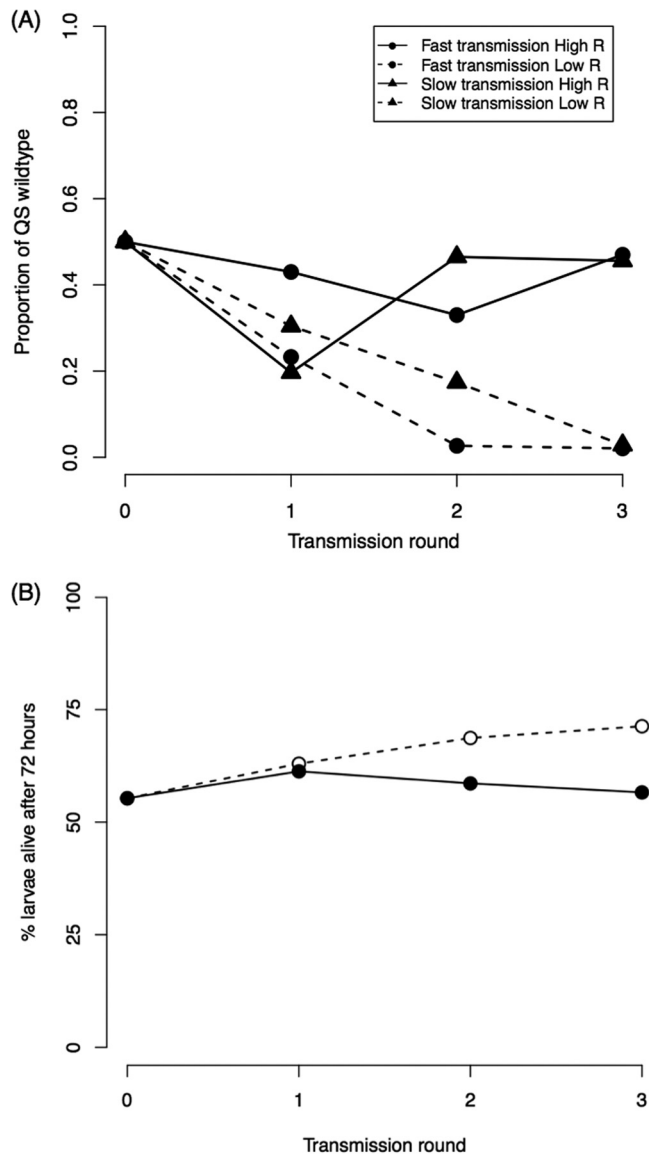 (A)
Proportion of QS wildtype
1.0
0.8
0.6
0.4
0.2
0.0
Fast transmission High R
Fast transmission Low R
Slow transmission High R
Slow transmission Low R
0 1 2 3
Transmission round
(B)
% larvae alive after 72 hours
100
75
50
25
0
0 1 2 3
Transmission round